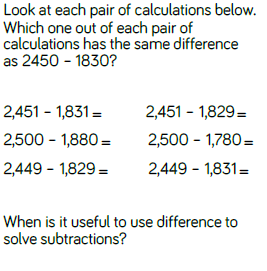 Look at each pair of calculations below.
Which one out of each pair of
calculations has the same difference
as 2450 – 1830?
2,451 – 1,831 = 2,451 – 1,829 =
2,500 – 1,880 = 2,500 – 1,780 =
2,449 – 1,829 = 2,449 – 1,831 =
When is it useful to use difference to
solve subtractions?